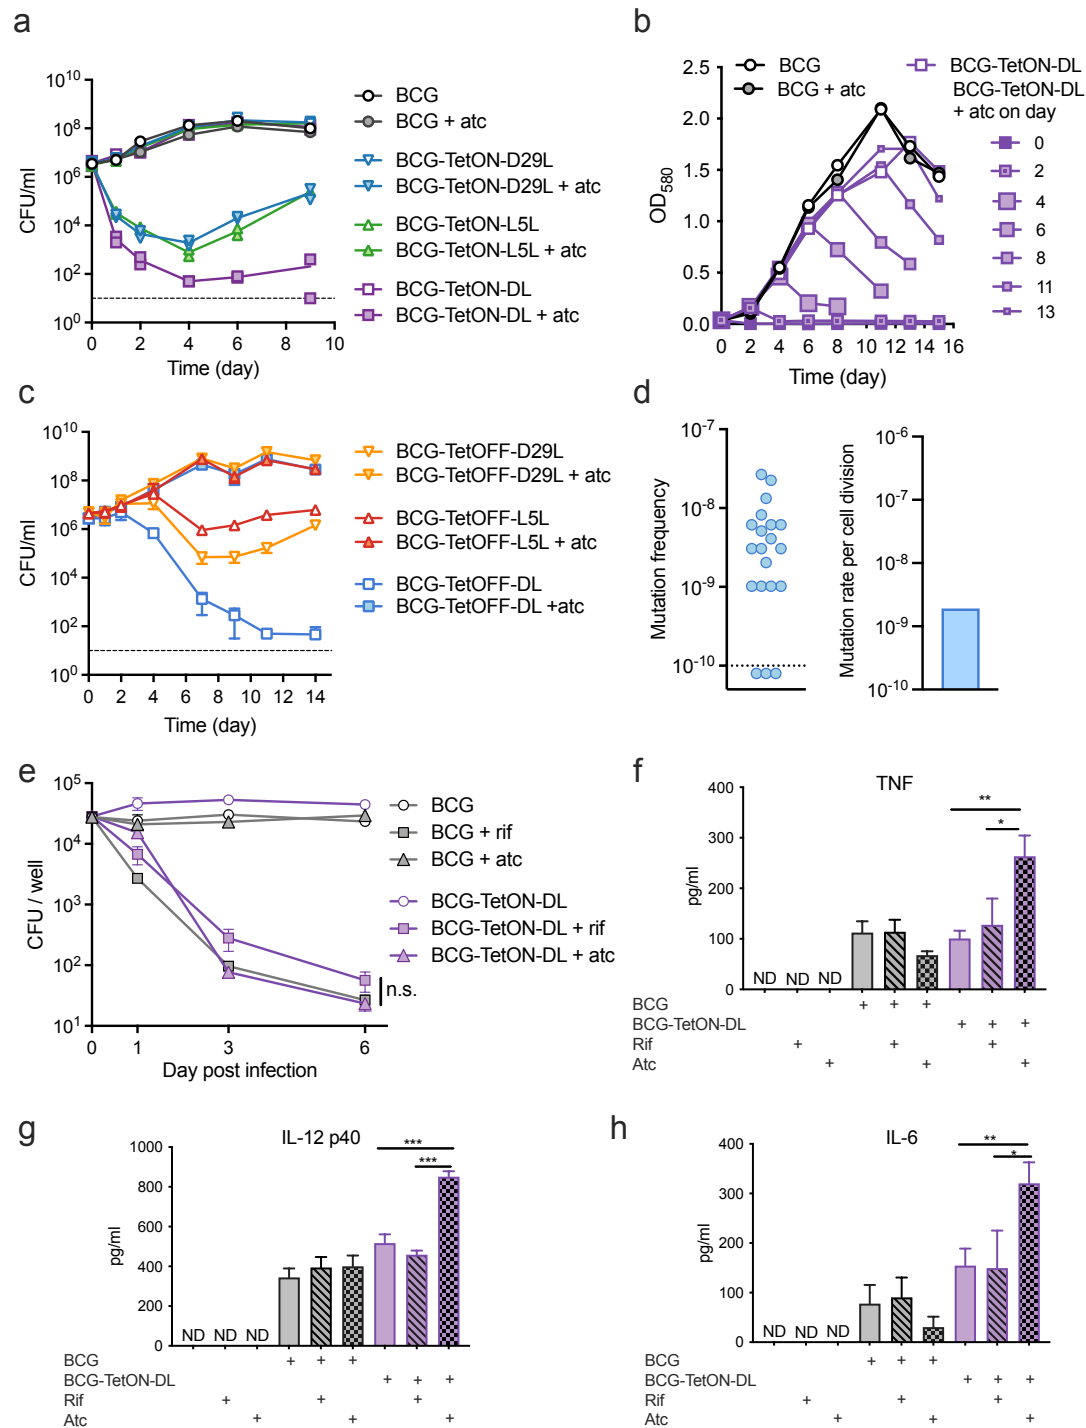 a
10^10
10^8
10^6
10^4
10^2
10^0
CFU/ml
0 2 4 6 8 10
Time (day)
BCG
BCG + atc
BCG-TetON-D29L
BCG-TetON-D29L + atc
BCG-TetON-L5L
BCG-TetON-L5L + atc
BCG-TetON-DL
BCG-TetON-DL + atc
b
2.5
2.0
1.5
1.0
0.5
0.0
OD580
0 2 4 6 8 10 12 14 16
Time (day)
BCG
BCG + atc
BCG-TetON-DL
BCG-TetON-DL
+ atc on day
0
2
4
6
8
11
13
c
10^10
10^8
10^6
10^4
10^2
10^0
CFU/ml
0 2 4 6 8 10 12 14
Time (day)
BCG-TetOFF-D29L
BCG-TetOFF-D29L + atc
BCG-TetOFF-L5L
BCG-TetOFF-L5L + atc
BCG-TetOFF-DL
BCG-TetOFF-DL +atc
d
10^-7
10^-8
10^-9
10^-10
Mutation frequency
10^-6
10^-7
10^-8
10^-9
10^-10
Mutation rate per cell division
e
10^5
10^4
10^3
10^2
10^1
CFU / well
0 1 3 6
Day post infection
n.s.
BCG
BCG + rif
BCG + atc
BCG-TetON-DL
BCG-TetON-DL + rif
BCG-TetON-DL + atc
f
TNF
400
300
200
100
0
pg/ml
**
*
ND ND ND
BCG + + +
BCG-TetON-DL + + +
Rif + + +
Atc + + +
g
IL-12 p40
1000
800
600
400
200
0
pg/ml
***
***
ND ND ND
BCG + + +
BCG-TetON-DL + + +
Rif + + +
Atc + + +
h
IL-6
400
300
200
100
0
pg/ml
**
*
ND ND ND
BCG + + +
BCG-TetON-DL + + +
Rif + + +
Atc + + +